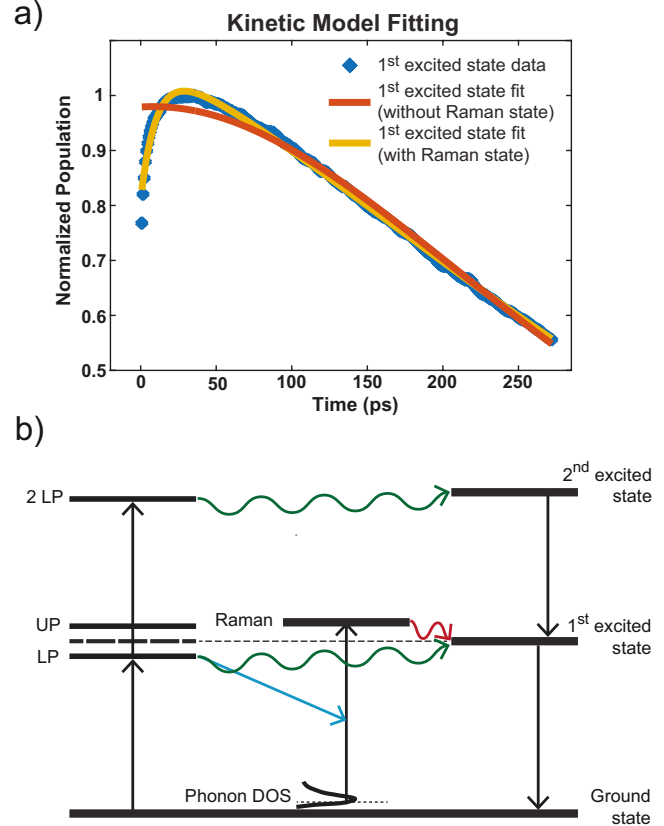 a)
Kinetic Model Fitting
1st excited state data
1st excited state fit
(without Raman state)
1st excited state fit
(with Raman state)
Normalized Population
1
0.9
0.8
0.7
0.6
0.5
0
50
100
150
200
250
Time (ps)
b)
2 LP
2nd excited
state
UP
Raman
1st excited
state
LP
Phonon DOS
Ground
state